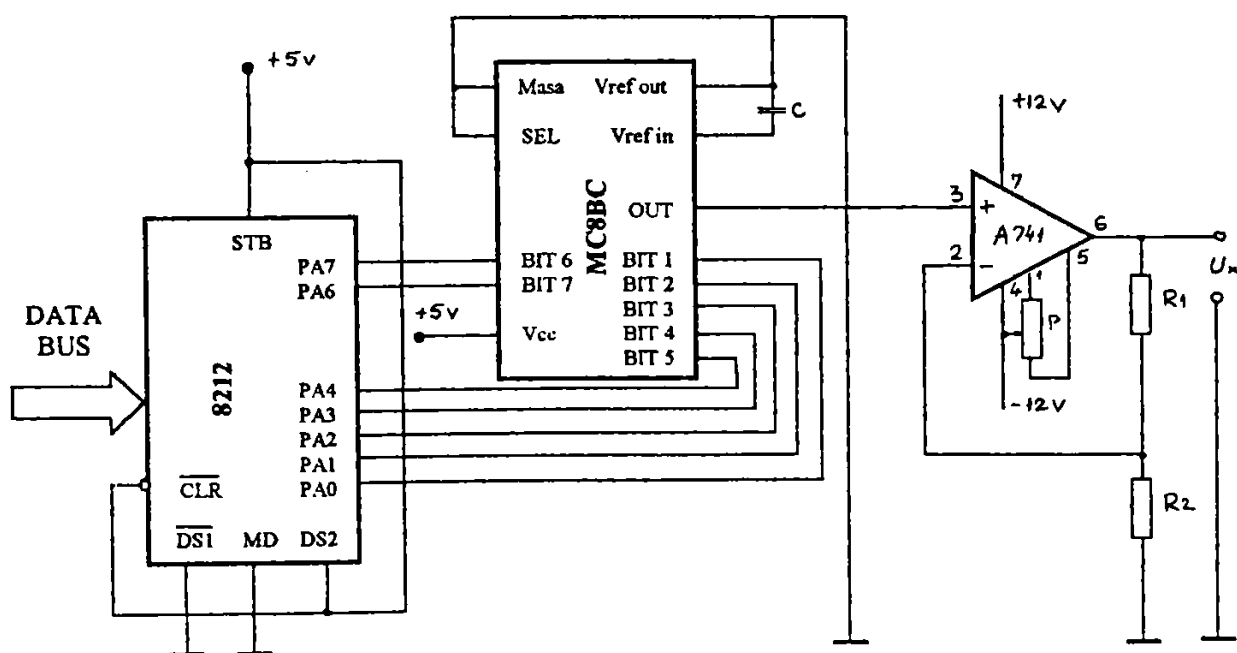 +5v
Masa
Vref out
SEL
Vref in
C
MC8BC
OUT
BIT 6
BIT 7
+5v
Vcc
BIT 1
BIT 2
BIT 3
BIT 4
BIT 5
STB
PA7
PA6
DATA
BUS
8212
PA4
PA3
PA2
PA1
PA0
CLR
DS1
MD
DS2
+12V
7
3
+
A741
6
2
-
4
1
5
P
-12V
R1
R2